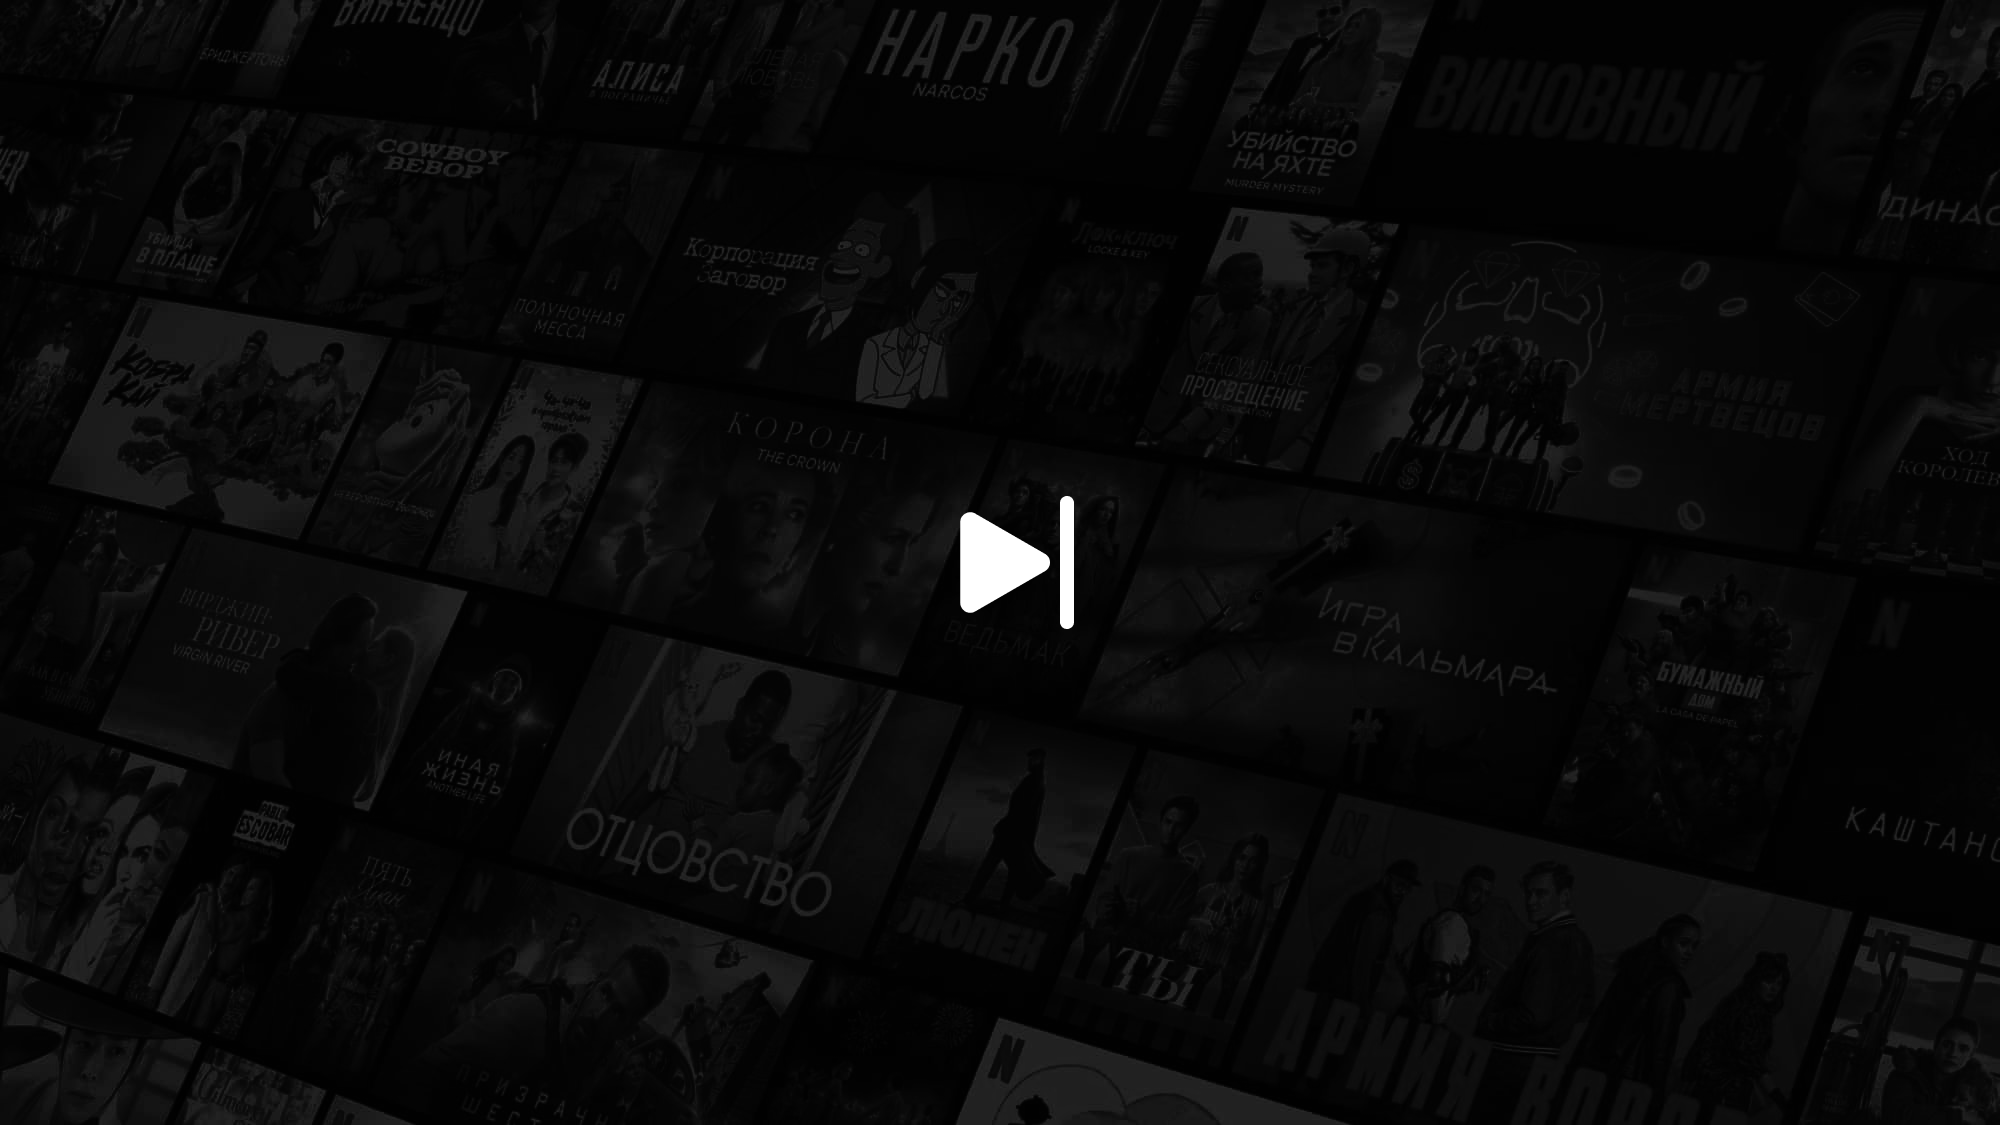 ВИНЧЕНЦО
БРИДЖЕРТОНЫ
АЛИСА
В ПОГРАНИЧЬЕ
СЛЕПАЯ
ЛЮБОВЬ
НАРКО
NARCOS
УБИЙСТВО
НА ЯХТЕ
MURDER MYSTERY
ВИНОВНЫЙ
ДИНАС
УБИЙЦА
В ПЛАЩЕ
COWBOY
BEBOP
ПОЛУНОЧНАЯ
МЕССА
Корпорация
Заговор
ЛОК И КЛЮЧ
LOCKE & KEY
N
СЕКСУАЛЬНОЕ
ПРОСВЕЩЕНИЕ
SEX EDUCATION
АРМИЯ
МЕРТВЕЦОВ
ХОД
КОРОЛЕВ
N
КОБРА
КАЙ
КОРОНА
THE CROWN
ВЕДЬМАК
ИГРА
В КАЛЬМАРА
БУМАЖНЫЙ
ДОМ
LA CASA DE PAPEL
N
КАШТАНО
ВИРДЖИН-
РИВЕР
VIRGIN RIVER
ИНАЯ
ЖИЗНЬ
ANOTHER LIFE
ОТЦОВСТВО
ЛЮПЕН
ТЫ
N
АРМИЯ ВОРОВ
PABLO
ESCOBAR
ПЯТЬ
N
ПРИЗРАЧН
ШЕСТ
N
Gilmore